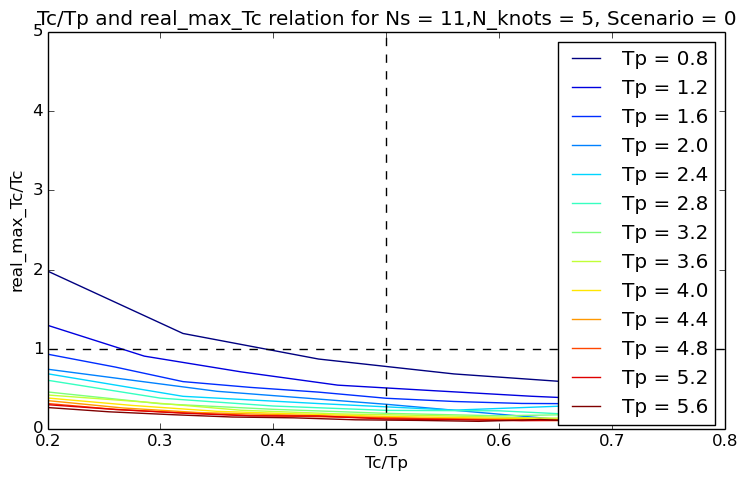 Tc/Tp and real_max_Tc relation for Ns = 11,N_knots = 5, Scenario = 0
5
4
3
2
1
0
real_max_Tc/Tc
Tp = 0.8
Tp = 1.2
Tp = 1.6
Tp = 2.0
Tp = 2.4
Tp = 2.8
Tp = 3.2
Tp = 3.6
Tp = 4.0
Tp = 4.4
Tp = 4.8
Tp = 5.2
Tp = 5.6
0.2 0.3 0.4 0.5 0.6 0.7 0.8
Tc/Tp